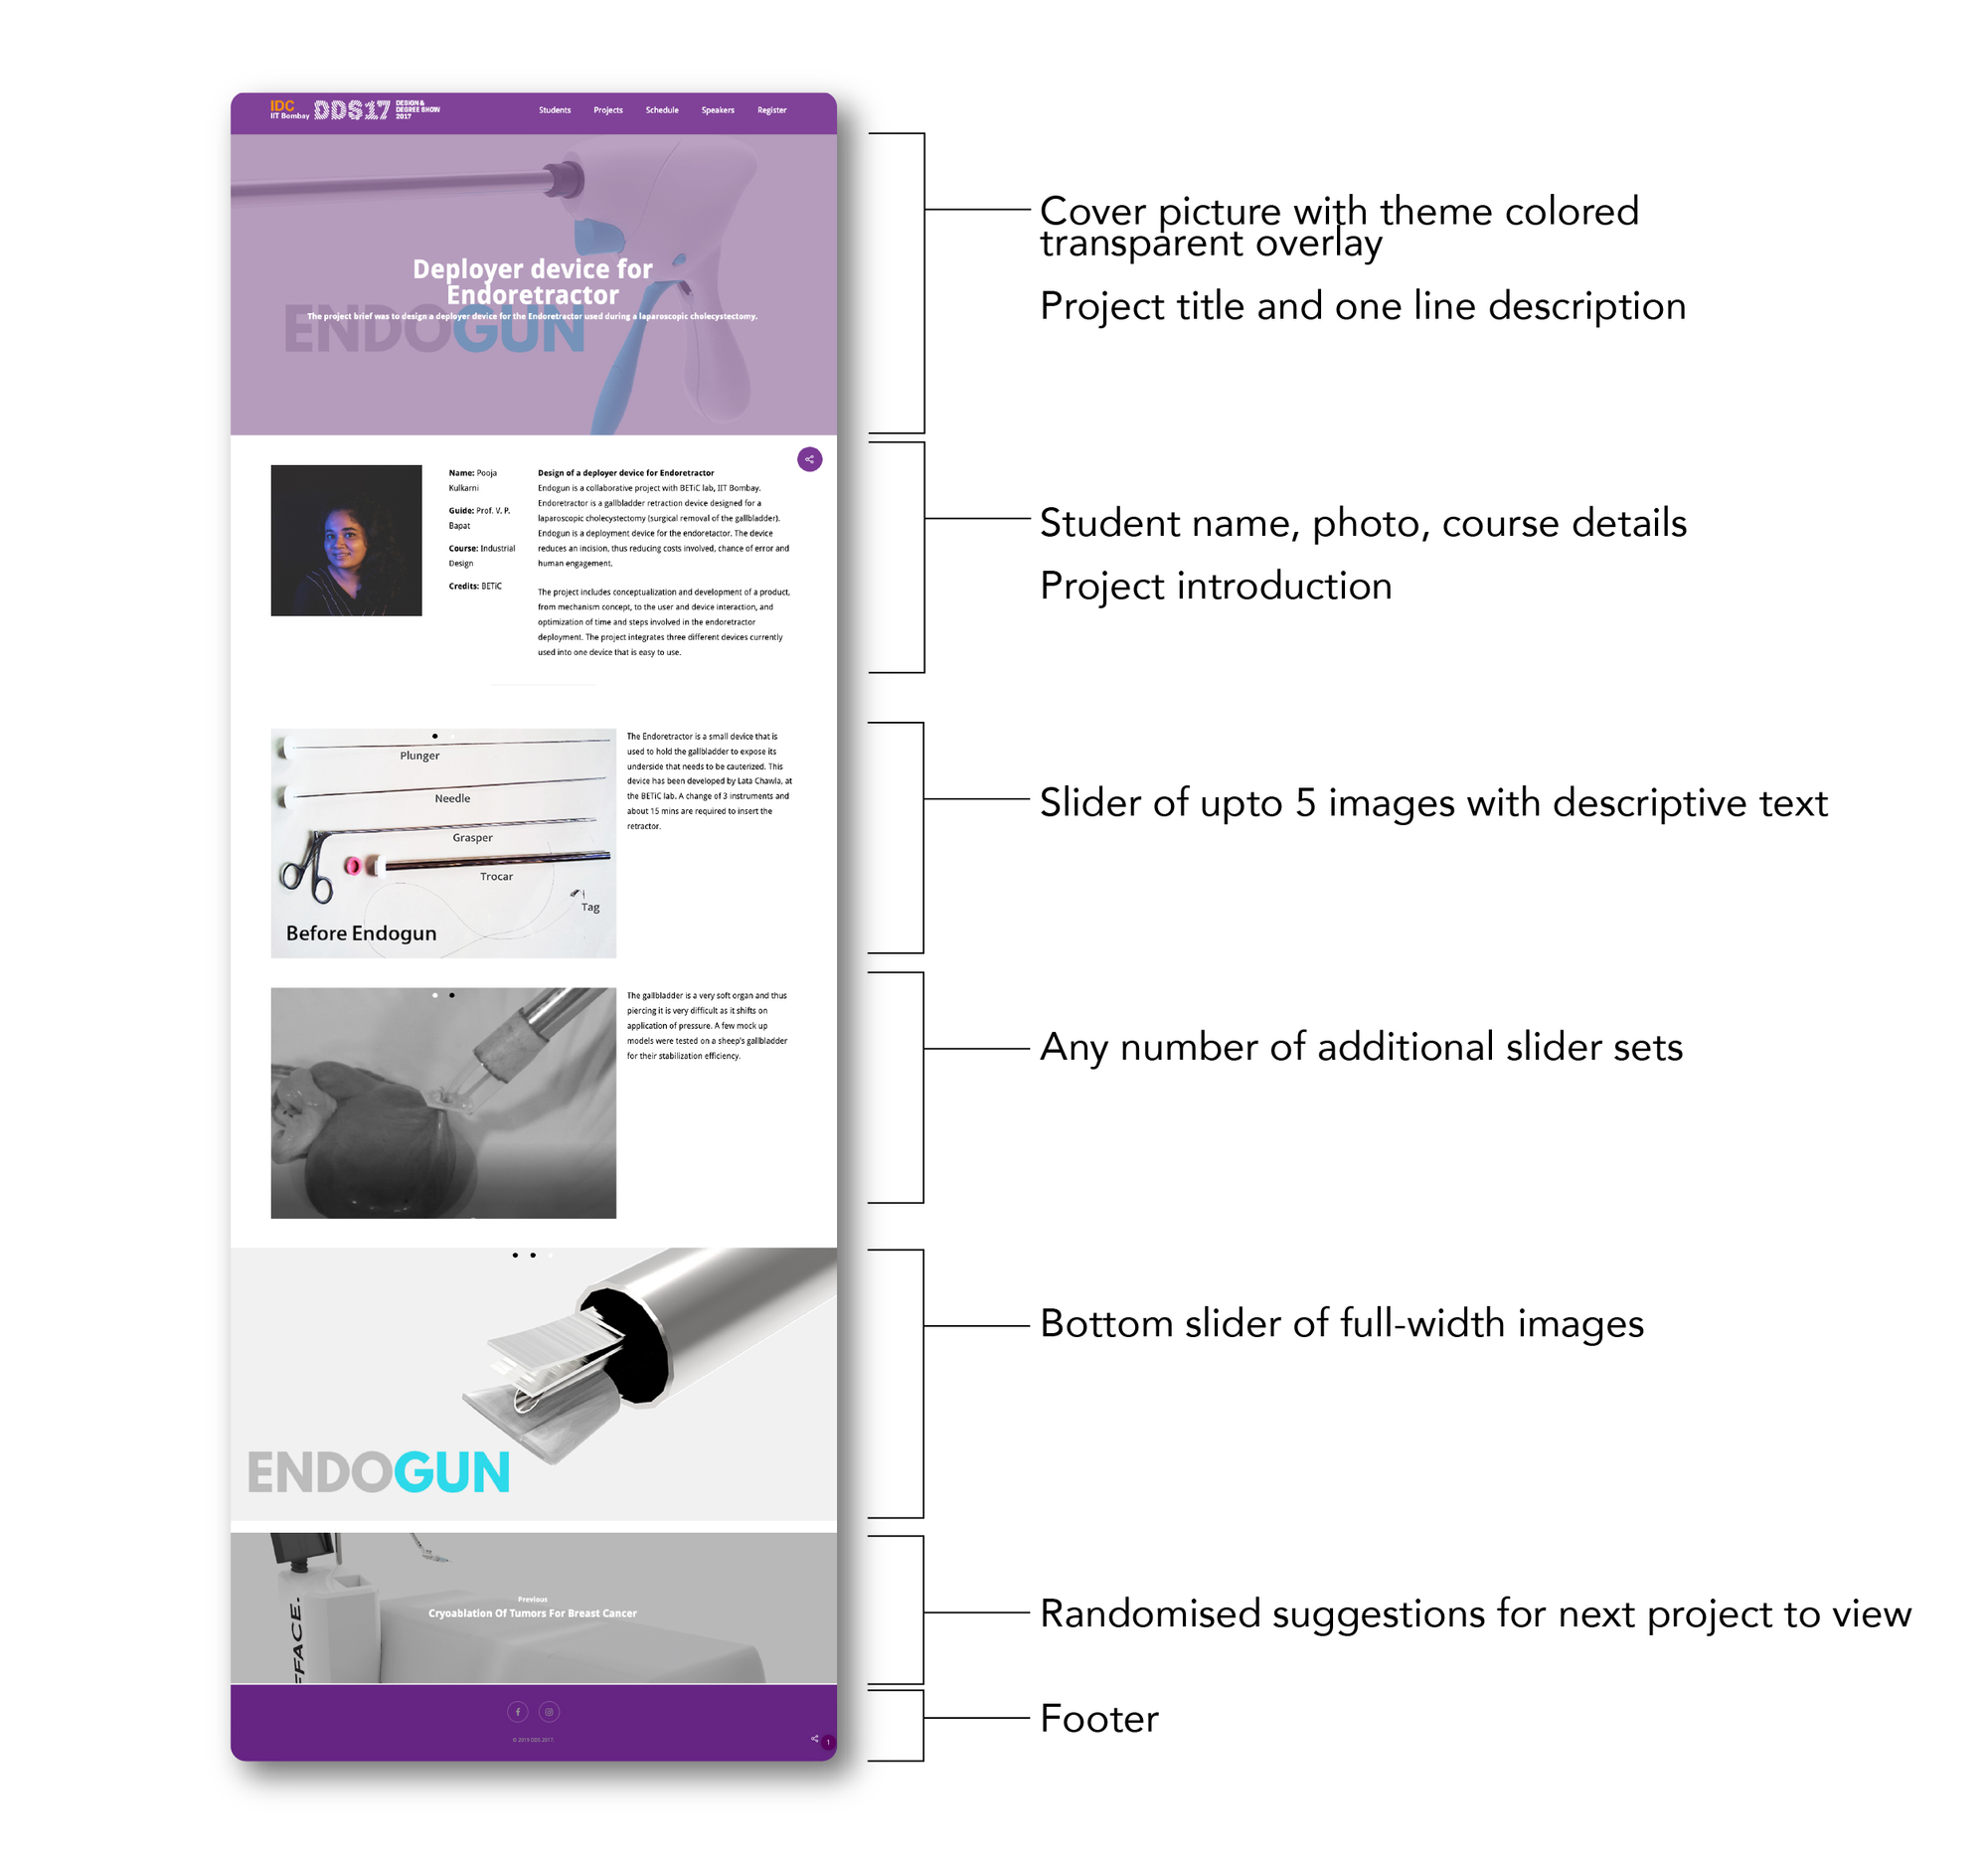 IDC
IIT Bombay
DDS17
DESIGN &
DEGREE SHOW
2017
Students Projects Schedule Speakers Register
Deployer device for
Endoretractor
The project brief was to design a deployer device for the Endoretractor used during a laparoscopic cholecystectomy.
ENDOGUN
Name: Pooja
Kulkarni
Guide: Prof. V. P.
Bapat
Course: Industrial
Design
Credits: BETiC
Design of a deployer device for Endoretractor
Endogun is a collaborative project with BETiC lab, IIT Bombay.
Endoretractor is a gallbladder retraction device designed for a
laparoscopic cholecystectomy (surgical removal of the gallbladder).
Endogun is a deployment device for the endoretactor. The device
reduces an incision, thus reducing costs involved, chance of error and
human engagement.
The project includes conceptualization and development of a product,
from mechanism concept, to the user and device interaction, and
optimization of time and steps involved in the endoretractor
deployment. The project integrates three different devices currently
used into one device that is easy to use.
Plunger
Needle
Grasper
Trocar
Tag
Before Endogun
The Endoretractor is a small device that is
used to hold the gallbladder to expose its
underside that needs to be cauterized. This
device has been developed by Lata Chawla, at
the BETiC lab. A change of 3 instruments and
about 15 mins are required to insert the
retractor.
The gallbladder is a very soft organ and thus
piercing it is very difficult as it shifts on
application of pressure. A few mock up
models were tested on a sheep's gallbladder
for their stabilization efficiency.
ENDOGUN
FACE.
Previous
Cryoablation Of Tumors For Breast Cancer
© 2019 DDS 2017.
1
Cover picture with theme colored
transparent overlay
Project title and one line description
Student name, photo, course details
Project introduction
Slider of upto 5 images with descriptive text
Any number of additional slider sets
Bottom slider of full-width images
Randomised suggestions for next project to view
Footer